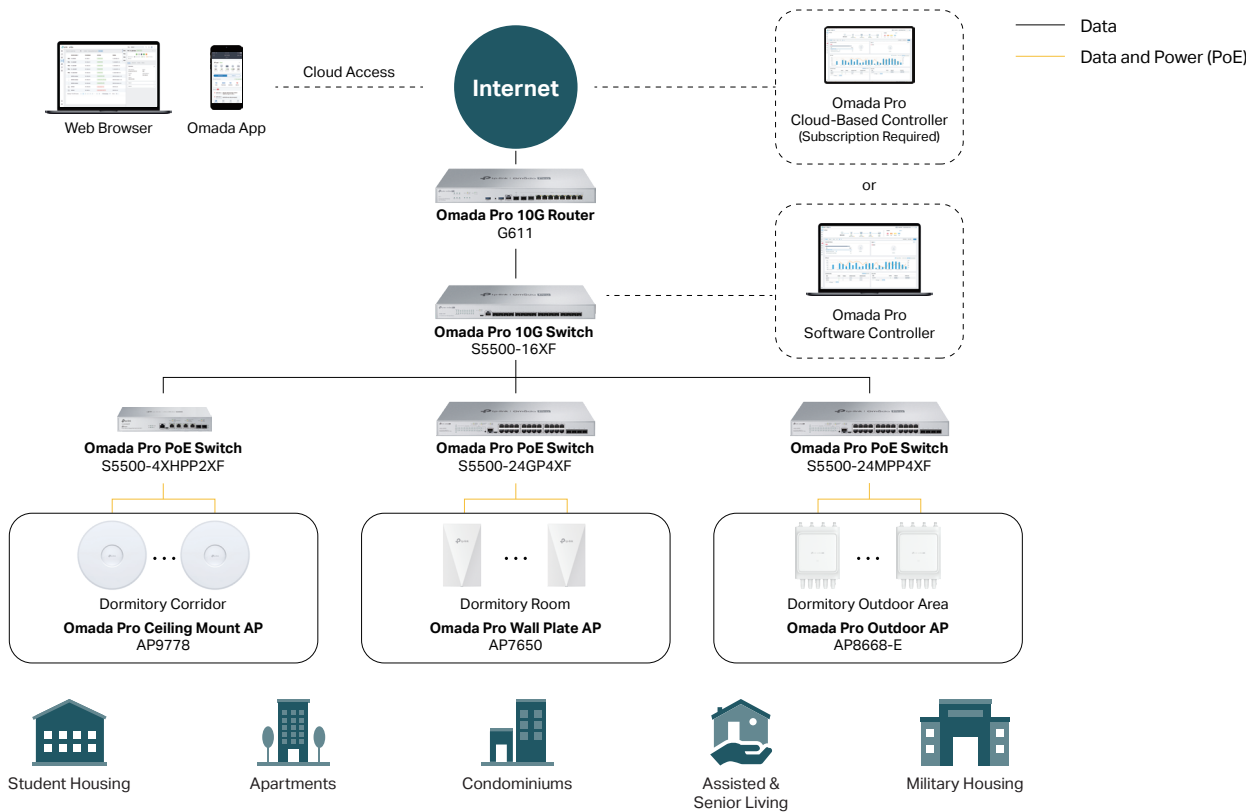 Data
Data and Power (PoE)
Cloud Access
Internet
Web Browser
Omada App
Omada Pro
Cloud-Based Controller
(Subscription Required)
or
Omada Pro 10G Router
G611
Omada Pro
Software Controller
Omada Pro 10G Switch
S5500-16XF
Omada Pro PoE Switch
S5500-4XHPP2XF
Omada Pro PoE Switch
S5500-24GP4XF
Omada Pro PoE Switch
S5500-24MPP4XF
Dormitory Corridor
Omada Pro Ceiling Mount AP
AP9778
Dormitory Room
Omada Pro Wall Plate AP
AP7650
Dormitory Outdoor Area
Omada Pro Outdoor AP
AP8668-E
Student Housing
Apartments
Condominiums
Assisted &
Senior Living
Military Housing